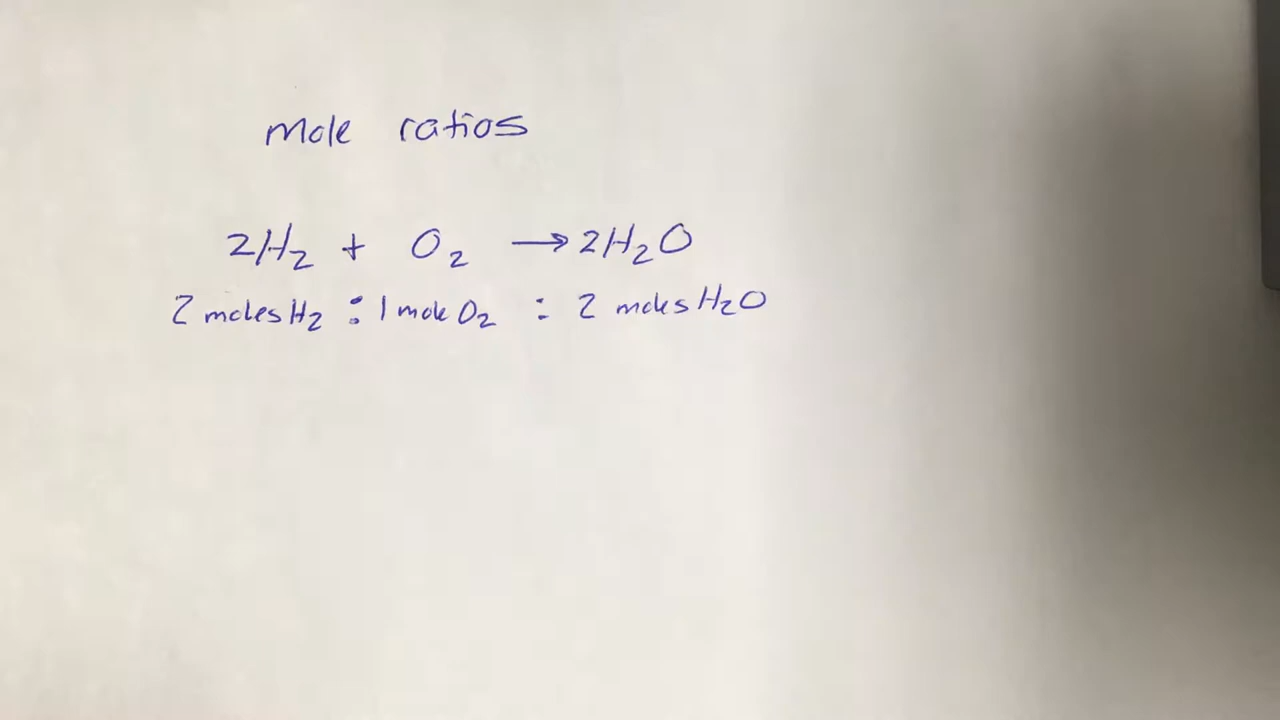 mole ratios
2H₂ + O₂ → 2H₂O
2 moles H₂ : 1 mole O₂ : 2 moles H₂O